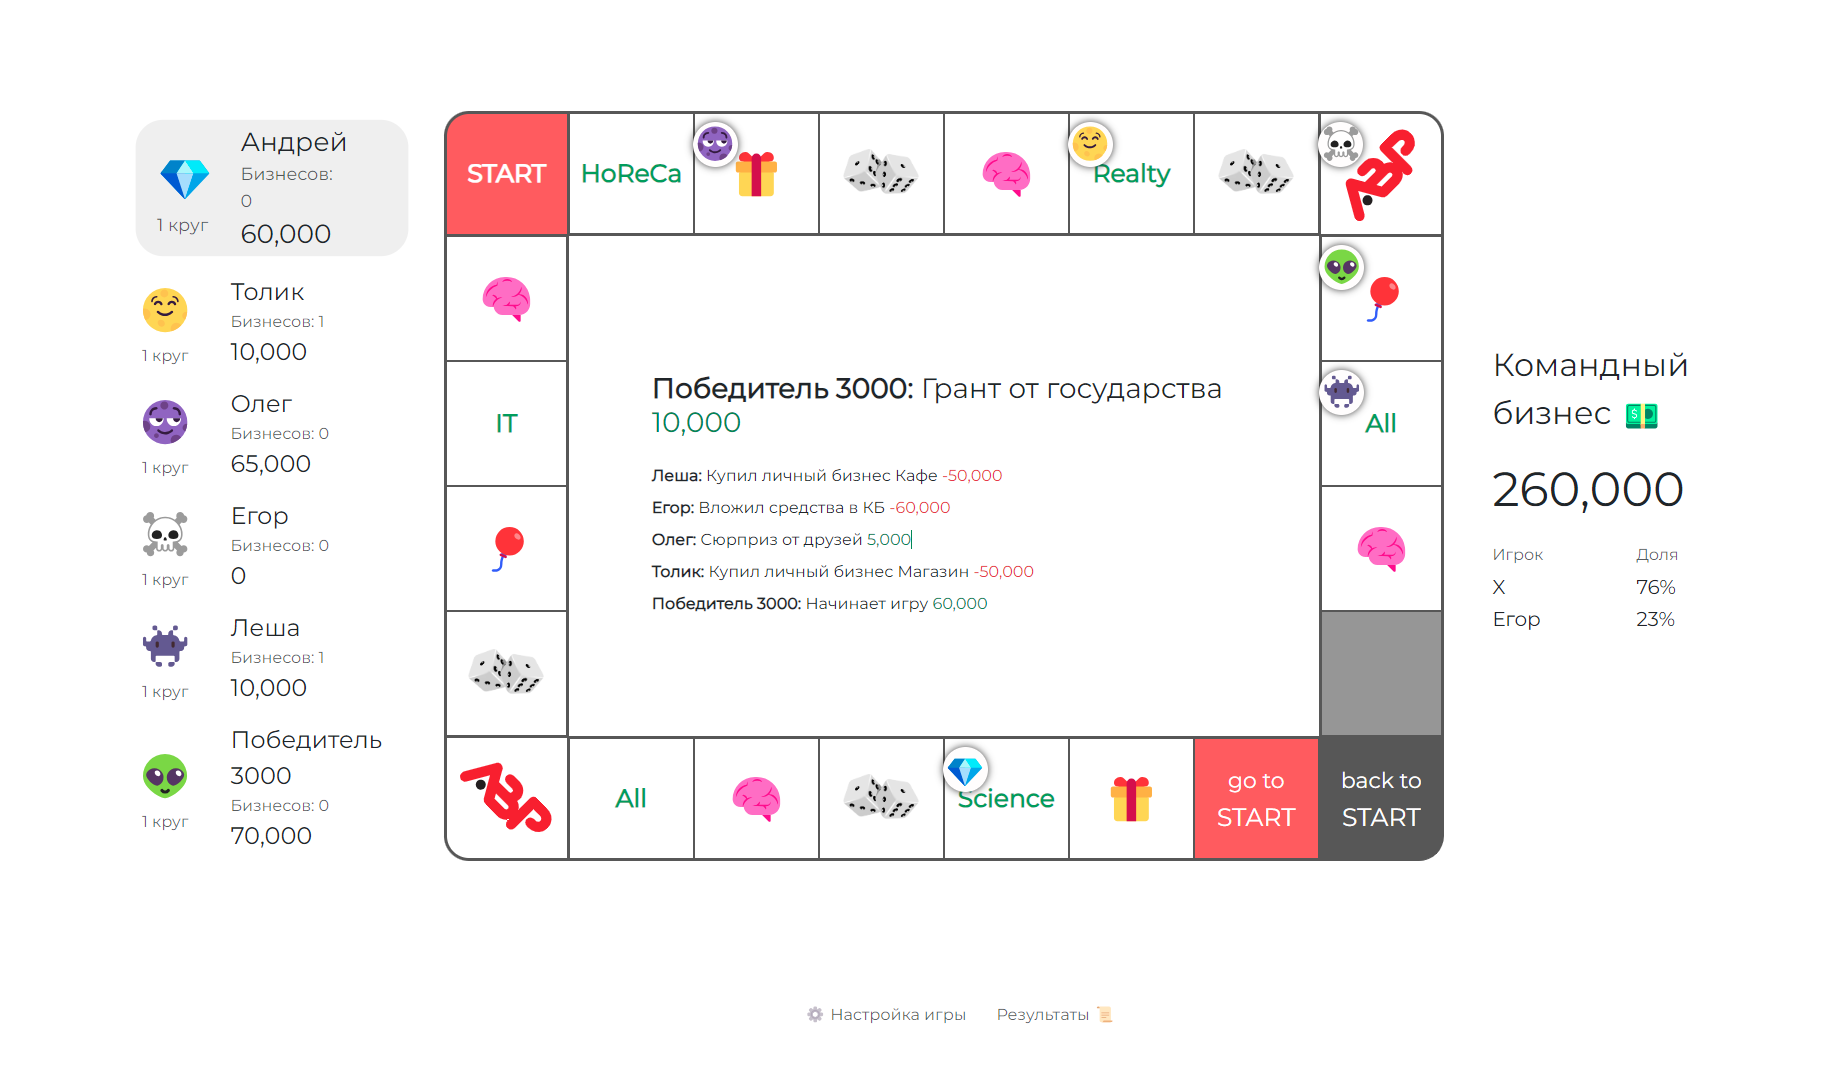 Андрей
Бизнесов:
0
1 круг
60,000
Толик
Бизнесов: 1
1 круг
10,000
Олег
Бизнесов: 0
1 круг
65,000
Егор
Бизнесов: 0
1 круг
0
Леша
Бизнесов: 1
1 круг
10,000
Победитель
3000
Бизнесов: 0
1 круг
70,000
START
HoReCa
Realty
АЗР
IT
All
Победитель 3000: Грант от государства
10,000
Леша: Купил личный бизнес Кафе -50,000
Егор: Вложил средства в КБ -60,000
Олег: Сюрприз от друзей 5,000
Толик: Купил личный бизнес Магазин -50,000
Победитель 3000: Начинает игру 60,000
АЗР
All
Science
go to
START
back to
START
Командный
бизнес
260,000
Игрок Доля
X 76%
Егор 23%
Настройка игры
Результаты